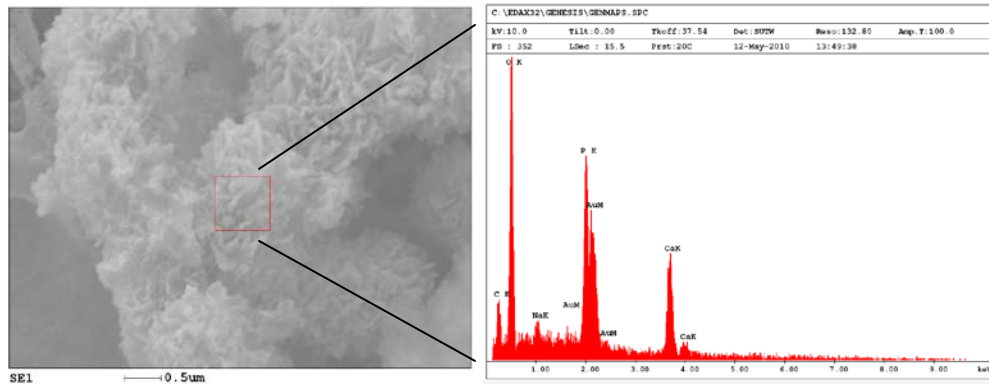 C:\EDAX32\GENESIS\GENMAPS.SPC
kV:10.0 Tilt:0.00 Tkoff:37.54 Det:SUTW Reso:132.80 Amp.T:100.0
FS : 352 LSec : 15.5 Prst:20C 12-May-2010 13:49:38
O K
P K
AuM
CaK
C K
AuM
NaK
AuM
CaK
1.00 2.00 3.00 4.00 5.00 6.00 7.00 8.00 9.00
SE1 0.5um